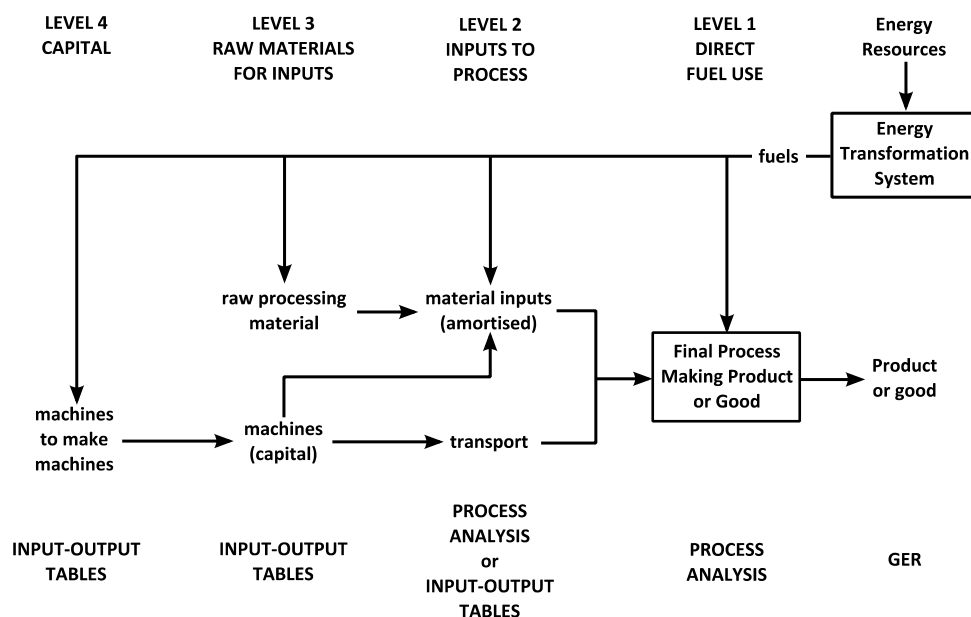 LEVEL 4
CAPITAL
LEVEL 3
RAW MATERIALS
FOR INPUTS
LEVEL 2
INPUTS TO
PROCESS
LEVEL 1
DIRECT
FUEL USE
Energy
Resources
Energy
Transformation
System
fuels
raw processing
material
material inputs
(amortised)
Final Process
Making Product
or Good
Product
or good
machines
to make
machines
machines
(capital)
transport
INPUT-OUTPUT
TABLES
INPUT-OUTPUT
TABLES
PROCESS
ANALYSIS
or
INPUT-OUTPUT
TABLES
PROCESS
ANALYSIS
GER